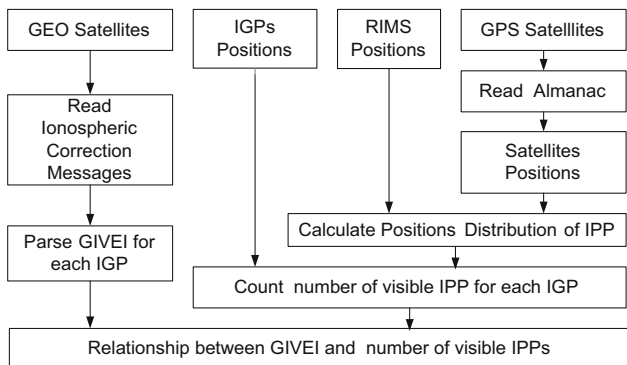 GEO Satellites
IGPs
Positions
RIMS
Positions
GPS Satelllites
Read Almanac
Read
Ionospheric
Correction
Messages
Satellites
Positions
Calculate Positions Distribution of IPP
Parse GIVEI for
each IGP
Count number of visible IPP for each IGP
Relationship between GIVEI and number of visible IPPs